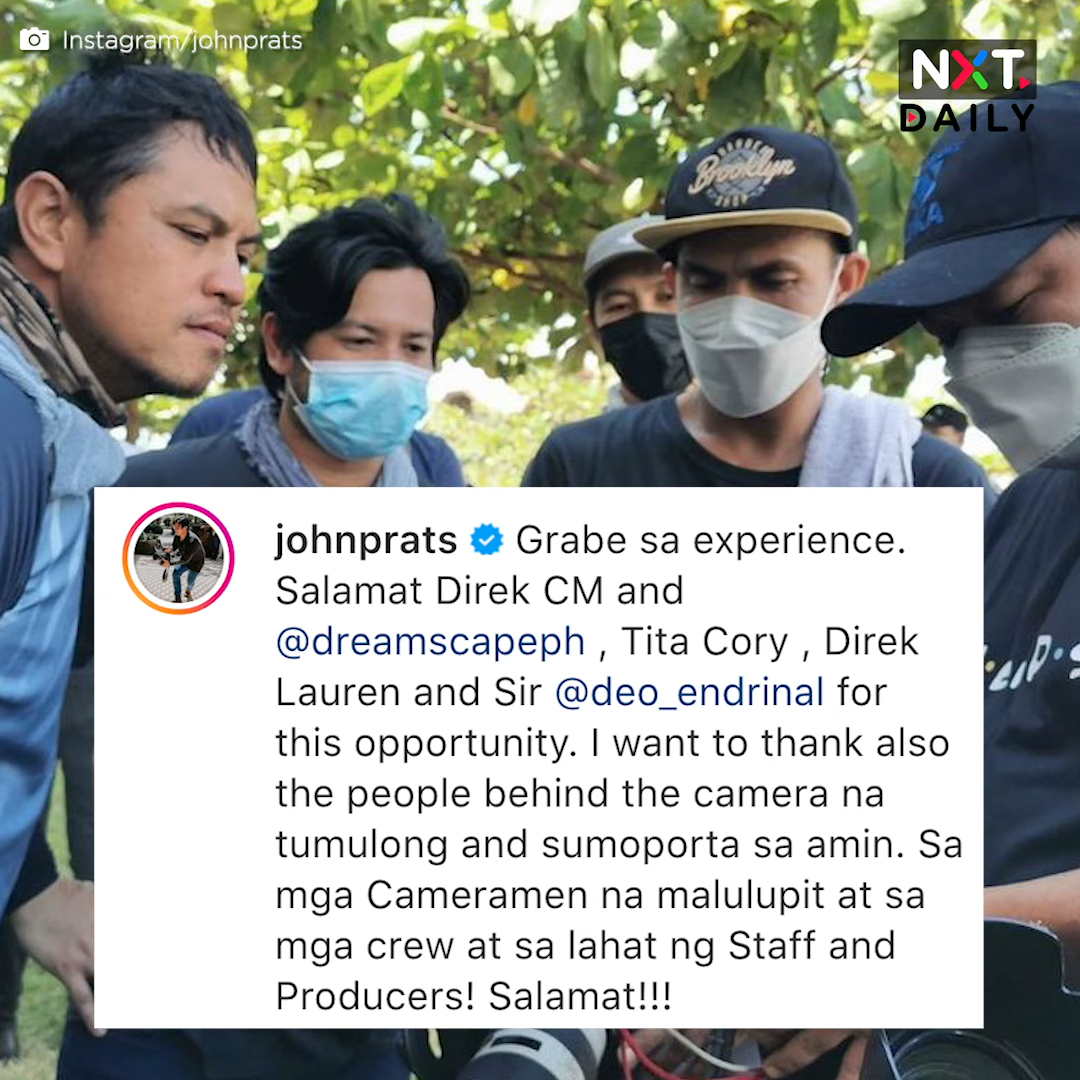 Instagram/johnprats
NXT.
DAILY
Brooklyn
johnprats Grabe sa experience.
Salamat Direk CM and
@dreamscapeph , Tita Cory , Direk
Lauren and Sir @deo_endrinal for
this opportunity. I want to thank also
the people behind the camera na
tumulong and sumoporta sa amin. Sa
mga Cameramen na malulupit at sa
mga crew at sa lahat ng Staff and
Producers! Salamat!!!